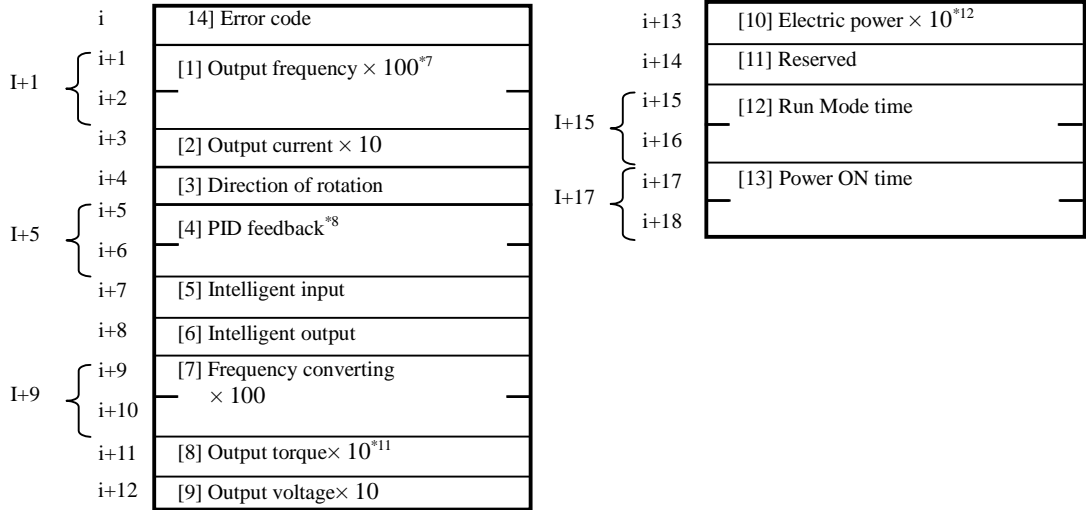 i 14] Error code
i+1 [1] Output frequency × 100*7
I+1
i+2
i+3 [2] Output current × 10
i+4 [3] Direction of rotation
i+5 [4] PID feedback*8
I+5
i+6
i+7 [5] Intelligent input
i+8 [6] Intelligent output
i+9 [7] Frequency converting
I+9 × 100
i+10
i+11 [8] Output torque× 10*11
i+12 [9] Output voltage× 10
i+13 [10] Electric power × 10*12
i+14 [11] Reserved
i+15 [12] Run Mode time
I+15
i+16
i+17 [13] Power ON time
I+17
i+18